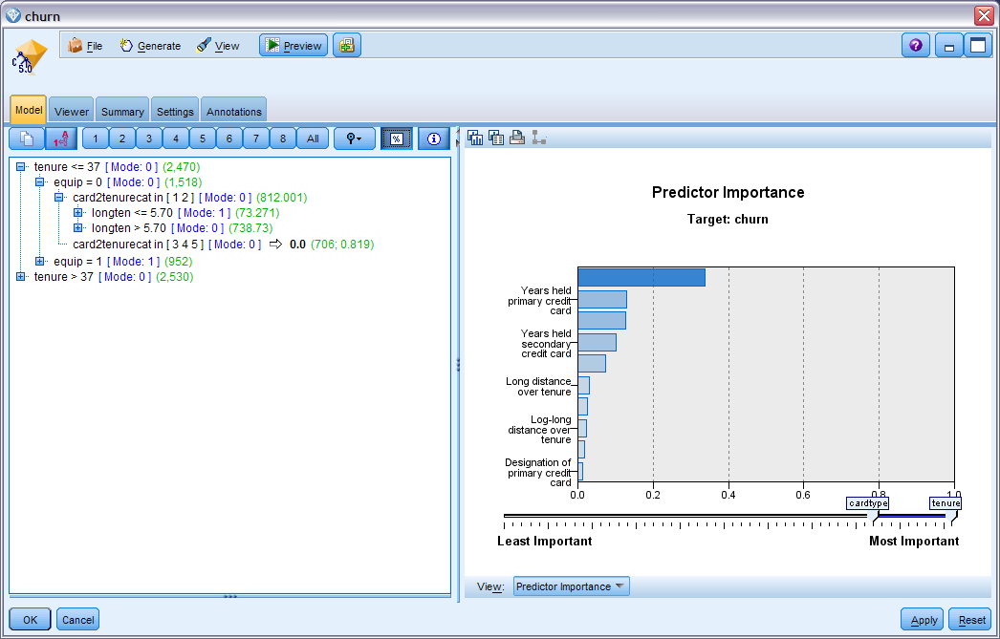 churn
File Generate View Preview
C 5.0
Model Viewer Summary Settings Annotations
1 2 3 4 5 6 7 8 All %
tenure <= 37 [ Mode: 0 ] (2,470)
equip = 0 [ Mode: 0 ] (1,518)
card2tenurecat in [ 1 2 ] [ Mode: 0 ] (812.001)
longten <= 5.70 [ Mode: 1 ] (73.271)
longten > 5.70 [ Mode: 0 ] (738.73)
card2tenurecat in [ 3 4 5 ] [ Mode: 0 ] ⇨ 0.0 (706; 0.819)
equip = 1 [ Mode: 1 ] (952)
tenure > 37 [ Mode: 0 ] (2,530)
Predictor Importance
Target: churn
Years held
primary credit
card
Years held
secondary
credit card
Long distance
over tenure
Log-long
distance over
tenure
Designation of
primary credit
card
0.0 0.2 0.4 0.6 0.8 1.0
cardtype tenure
Least Important Most Important
View: Predictor Importance
OK Cancel Apply Reset